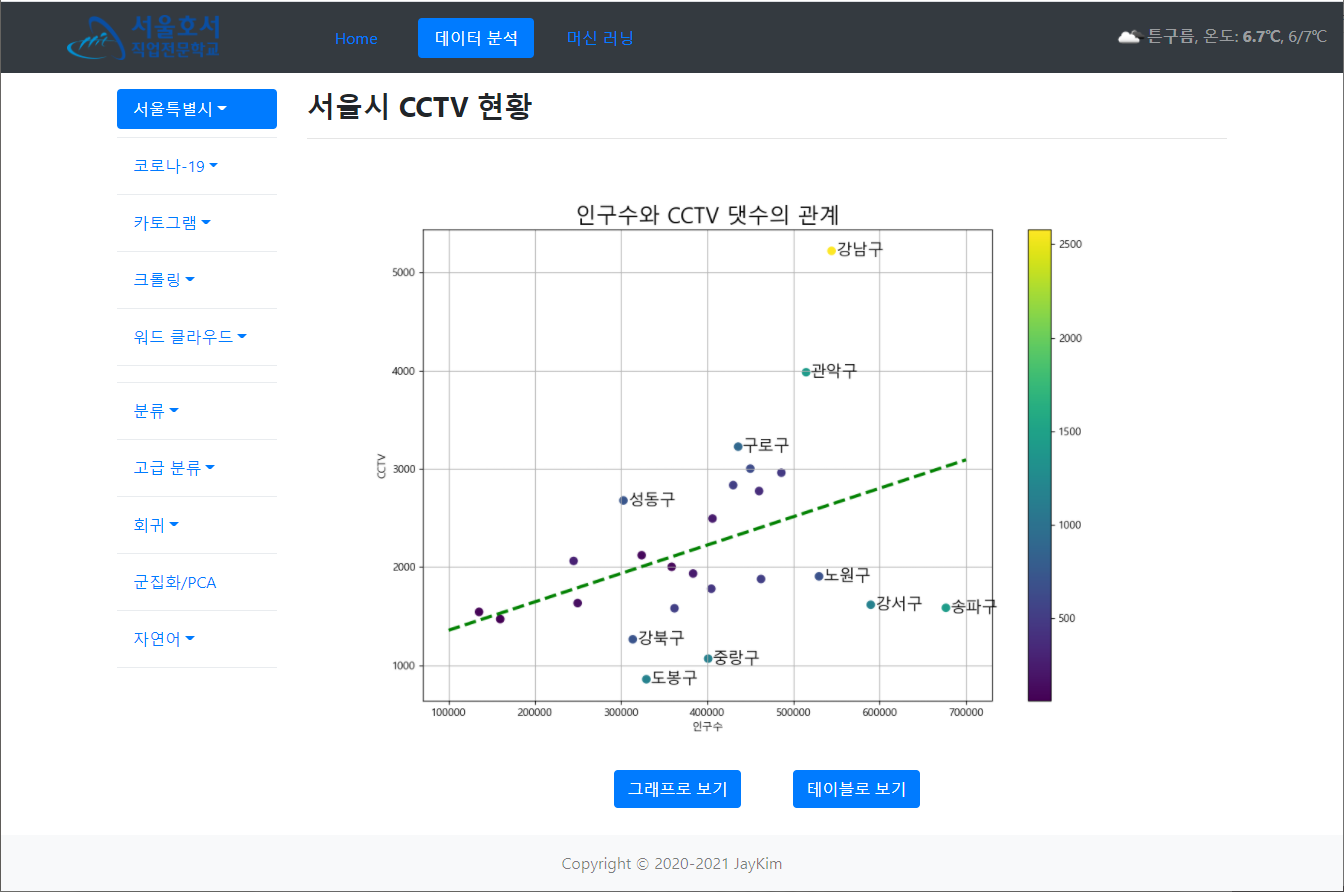 서울호서
직업전문학교
Home
데이터 분석
머신 러닝
튼구름, 온도: 6.7℃, 6/7℃
서울특별시
코로나-19
카토그램
크롤링
워드 클라우드
분류
고급 분류
회귀
군집화/PCA
자연어
서울시 CCTV 현황
인구수와 CCTV 댓수의 관계
강남구
관악구
구로구
성동구
노원구
강서구
송파구
강북구
중랑구
도봉구
CCTV
5000
4000
3000
2000
1000
100000 200000 300000 400000 500000 600000 700000
인구수
2500
2000
1500
1000
500
그래프로 보기
테이블로 보기
Copyright © 2020-2021 JayKim